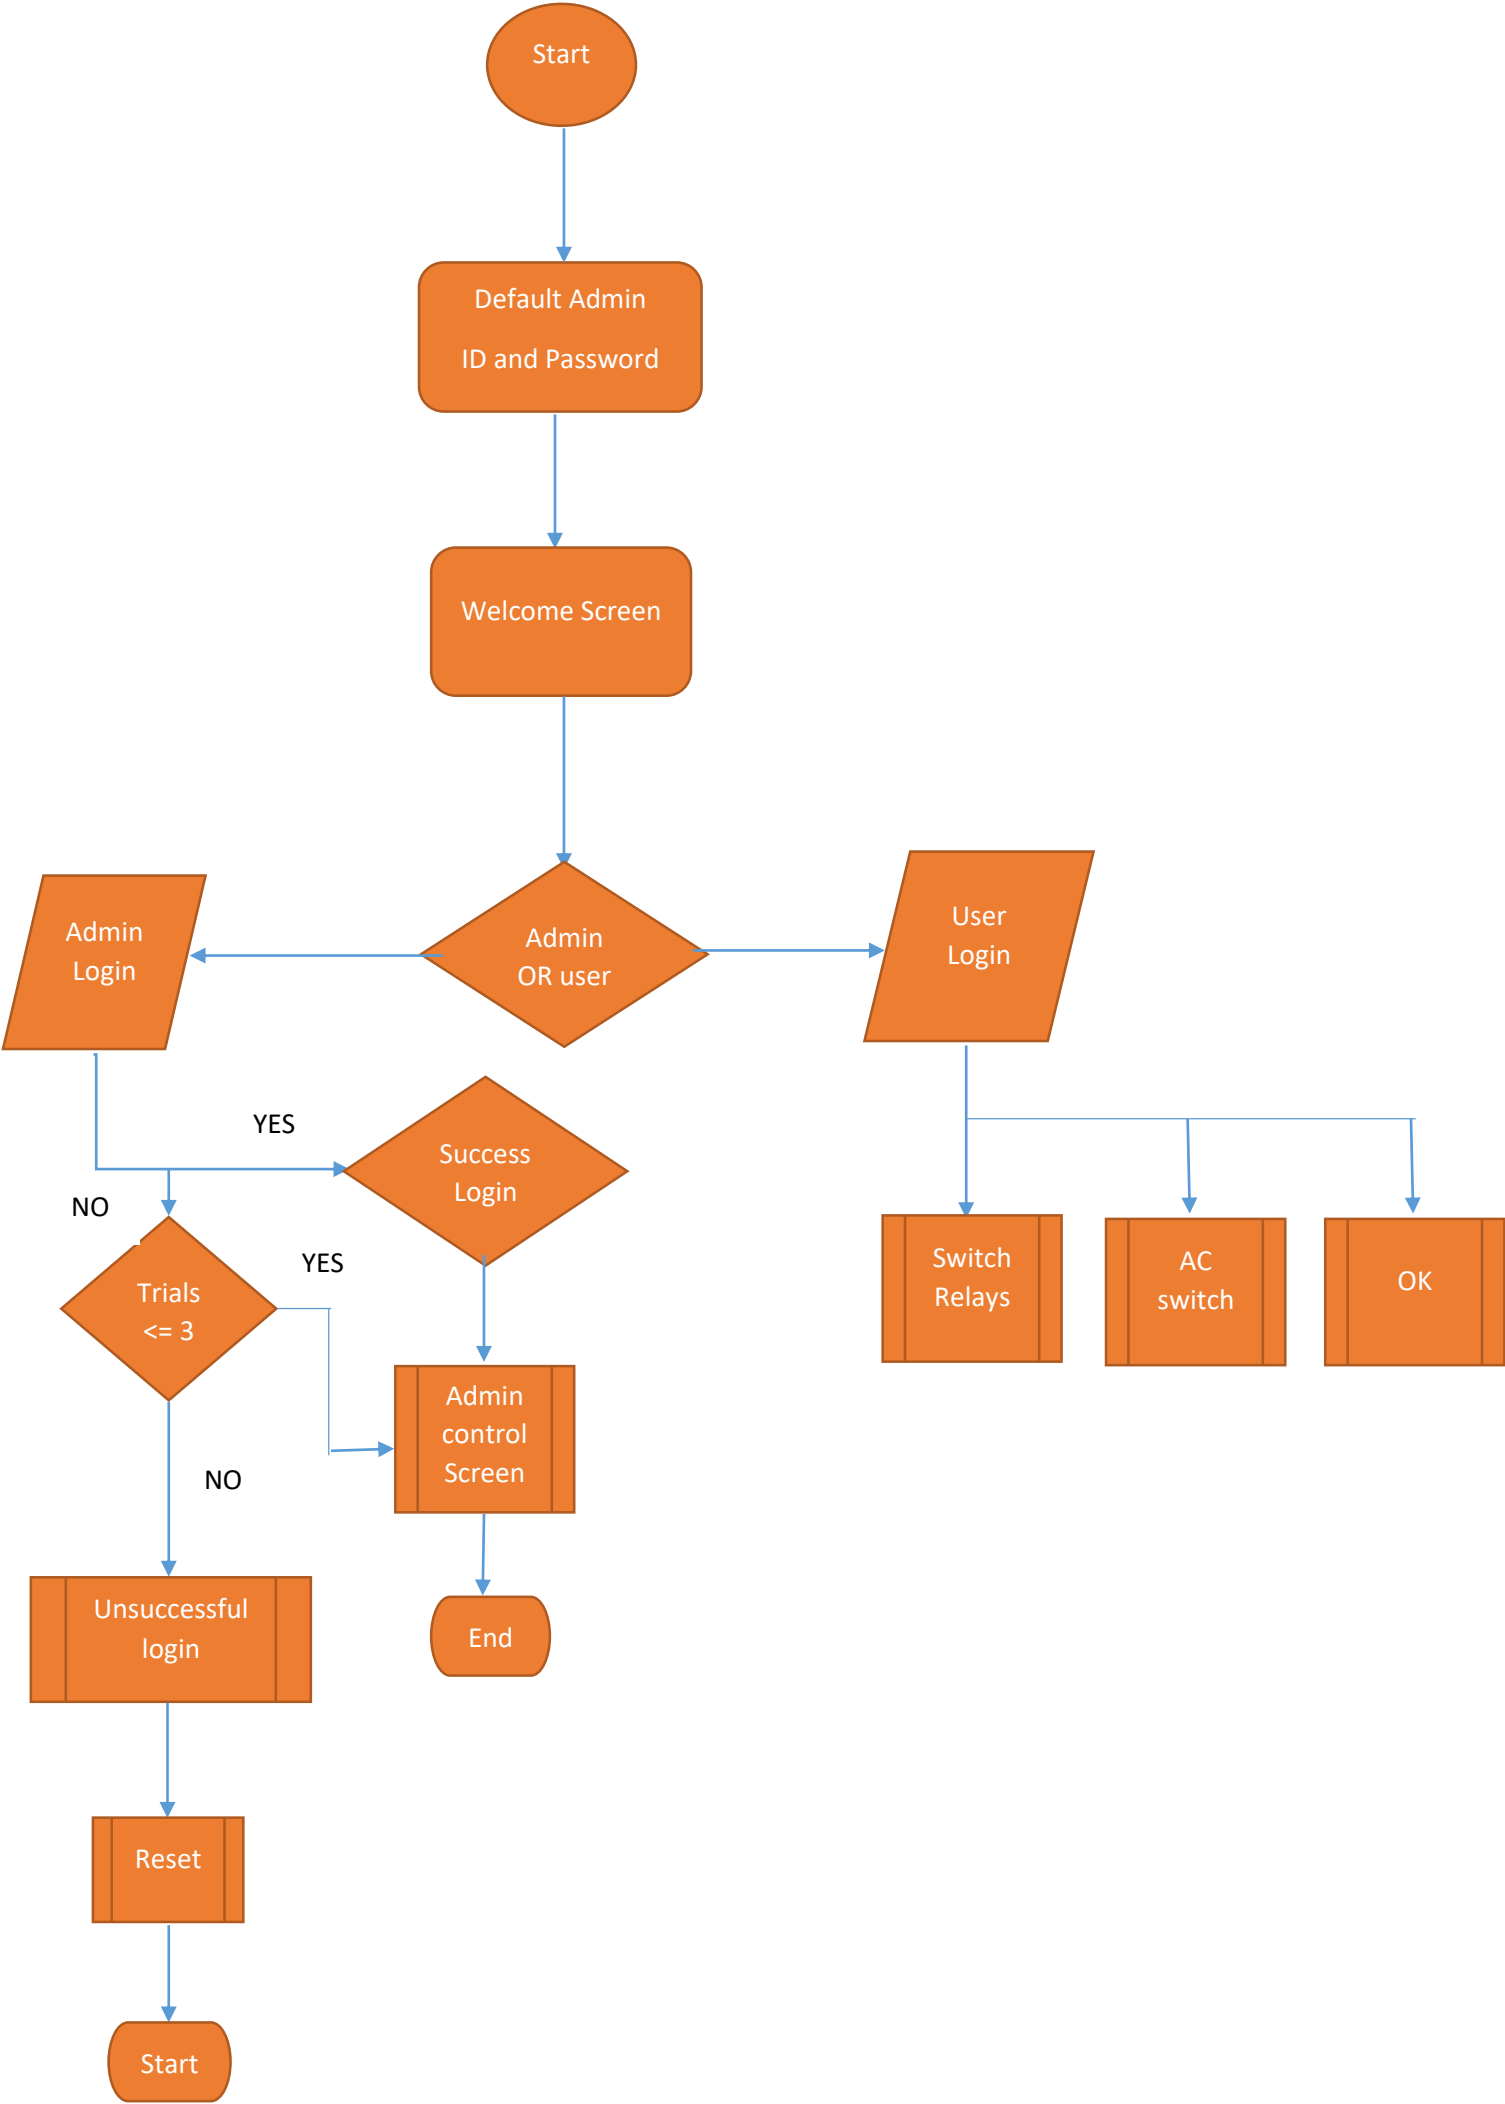 Start
Default Admin
ID and Password
Welcome Screen
Admin
Login
Admin
OR user
User
Login
YES
Success
Login
NO
Trials
<= 3
YES
Switch
Relays
AC
switch
OK
Admin
control
Screen
NO
Unsuccessful
login
End
Reset
Start